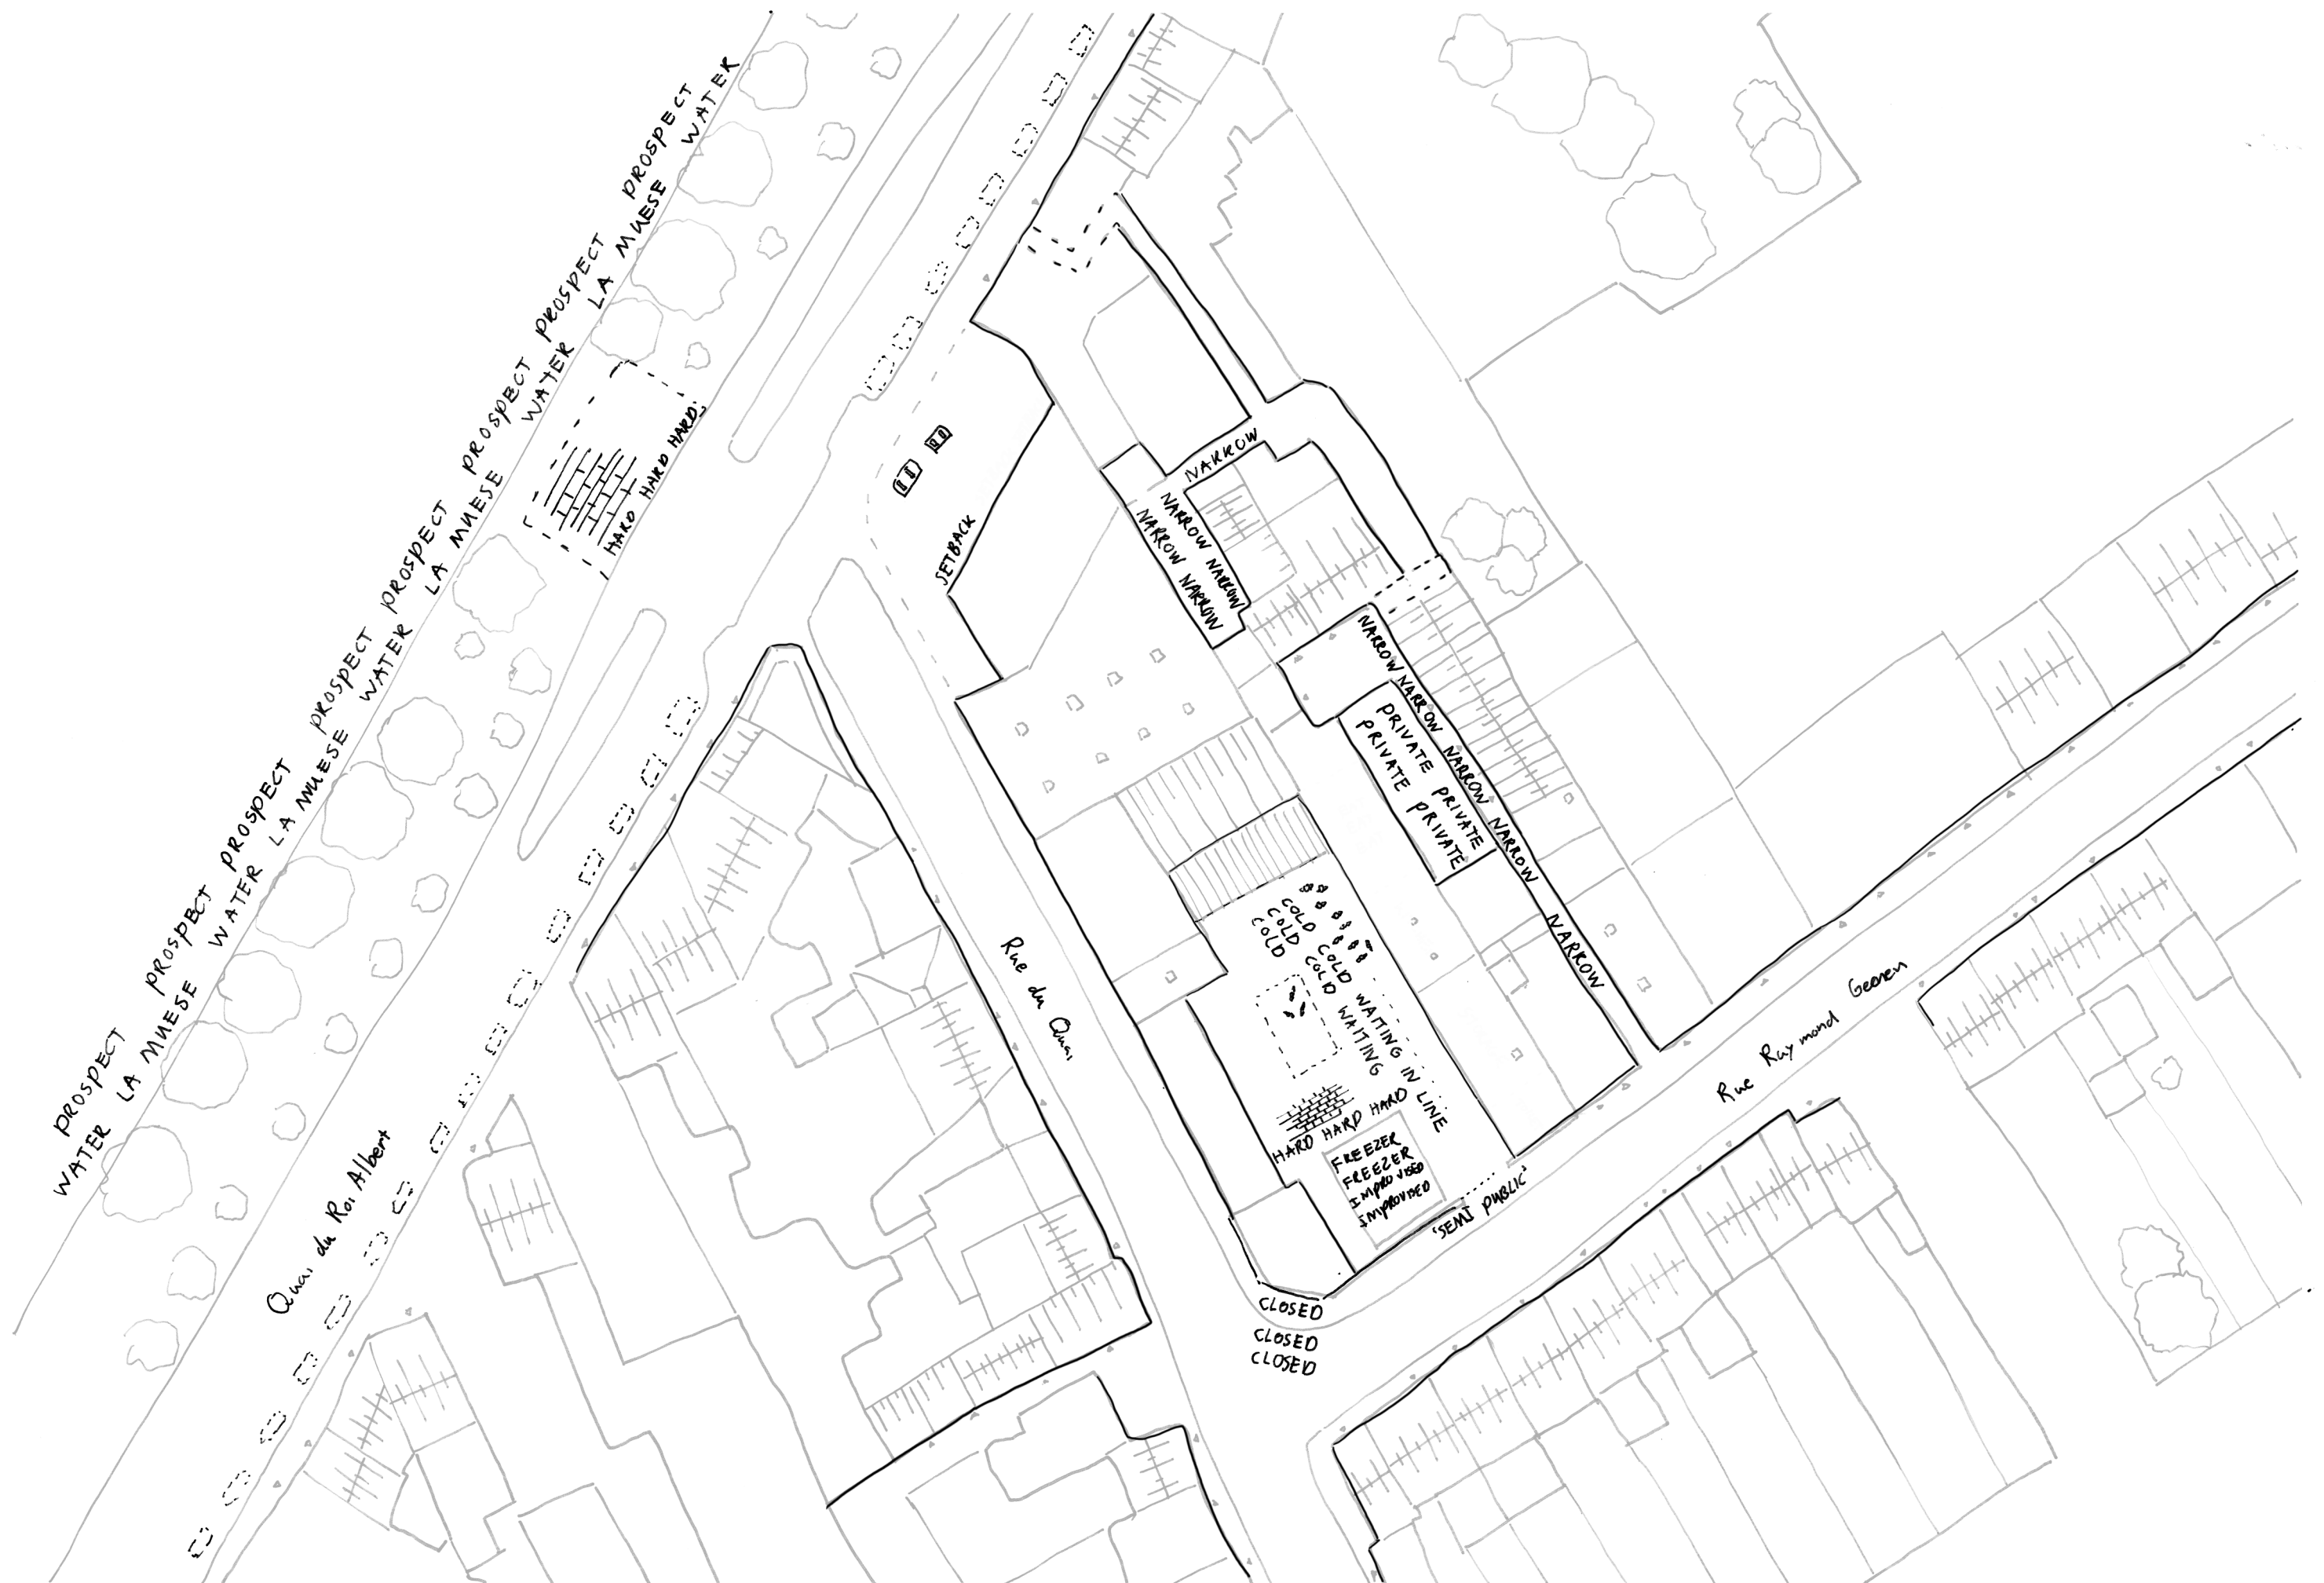 PROSPECT PROSPECT PROSPECT PROSPECT PROSPECT PROSPECT PROSPECT PROSPECT PROSPECT
WATER LA MUESE WATER LA MUESE WATER LA MUESE WATER LA MUESE WATER
HARD HARD HARD
SETBACK
NARROW
NARROW NARROW
NARROW NARROW
NARROW NARROW NARROW NARROW NARROW
PRIVATE PRIVATE
PRIVATE PRIVATE
COLD COLD WAITING IN LINE
COLD COLD WAITING
COLD
HARD HARD HARD
FREEZER
FREEZER
IMPROVISED
IMPROVISED
'SEMI PUBLIC'
CLOSED
CLOSED
CLOSED
Rue du Quai
Quai du Roi Albert
Rue Raymond Geenen